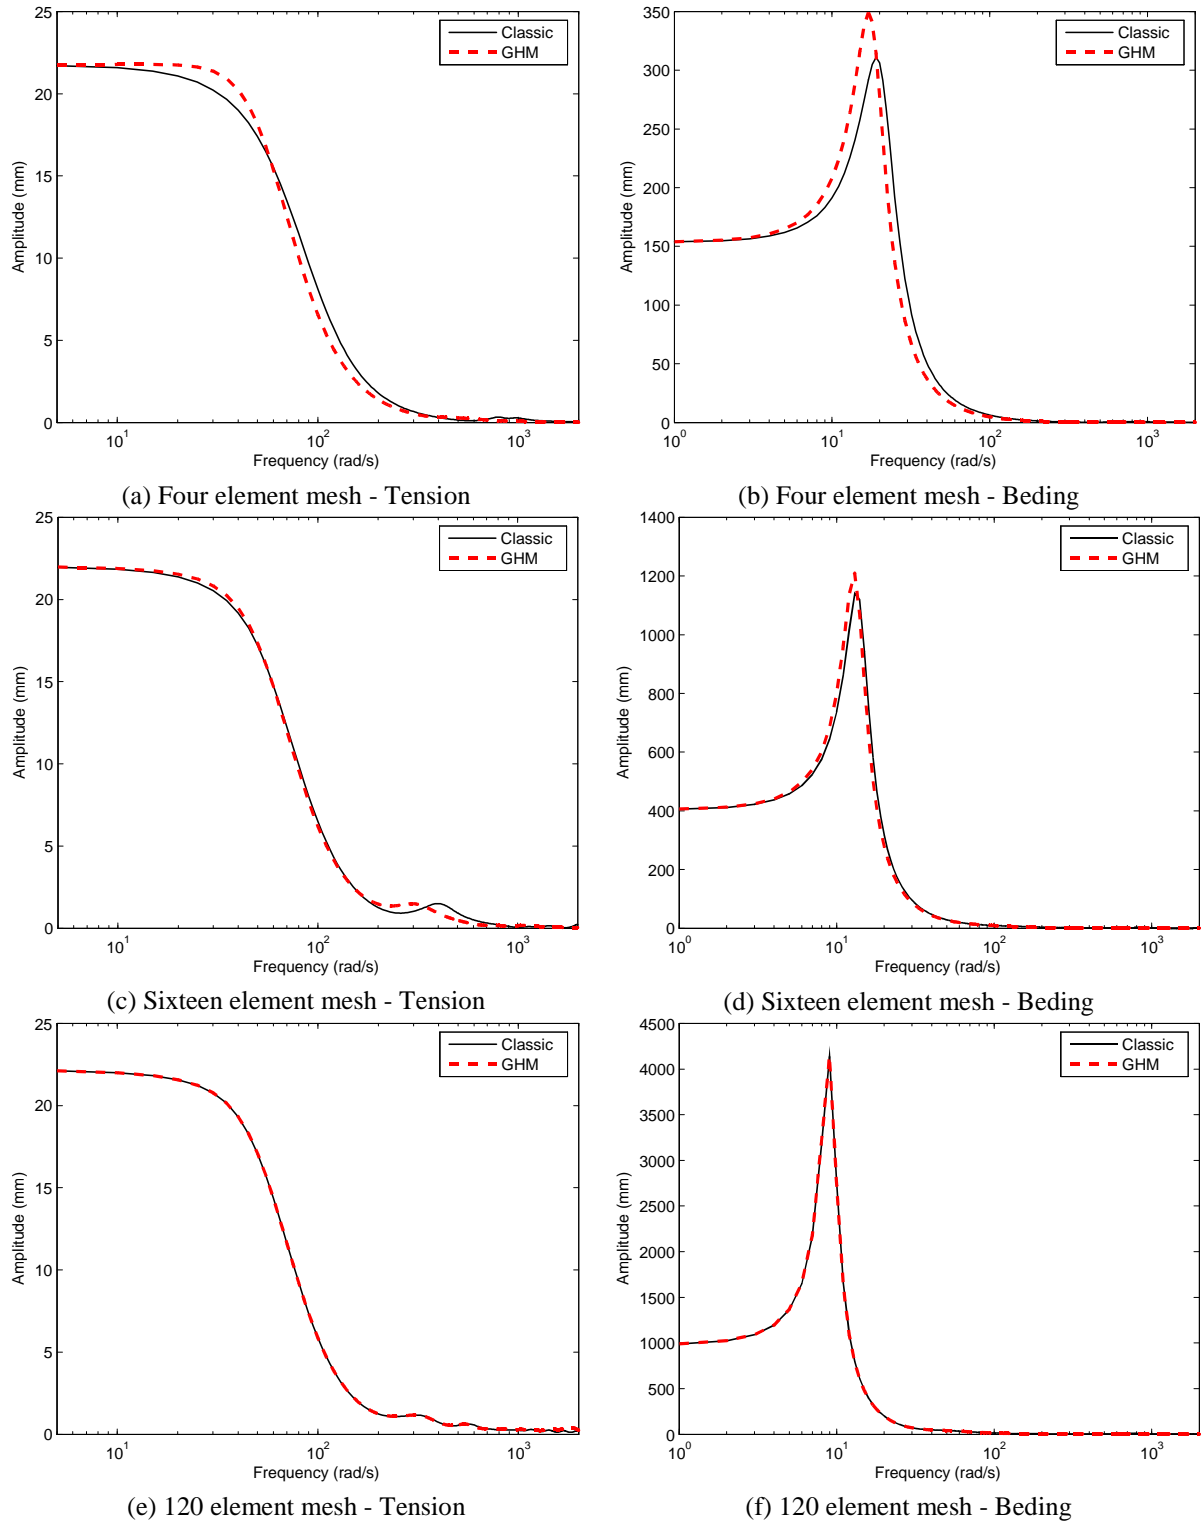 25
20
15
10
5
0
Amplitude (mm)
10^1
10^2
10^3
Frequency (rad/s)
Classic
GHM
(a) Four element mesh - Tension
350
300
250
200
150
100
50
0
Amplitude (mm)
10^0
10^1
10^2
10^3
Frequency (rad/s)
Classic
GHM
(b) Four element mesh - Beding
25
20
15
10
5
0
Amplitude (mm)
10^1
10^2
10^3
Frequency (rad/s)
Classic
GHM
(c) Sixteen element mesh - Tension
1400
1200
1000
800
600
400
200
0
Amplitude (mm)
10^0
10^1
10^2
10^3
Frequency (rad/s)
Classic
GHM
(d) Sixteen element mesh - Beding
25
20
15
10
5
0
Amplitude (mm)
10^1
10^2
10^3
Frequency (rad/s)
Classic
GHM
(e) 120 element mesh - Tension
4500
4000
3500
4000
2500
2000
1500
1000
500
0
Amplitude (mm)
10^0
10^1
10^2
10^3
Frequency (rad/s)
Classic
GHM
(f) 120 element mesh - Beding